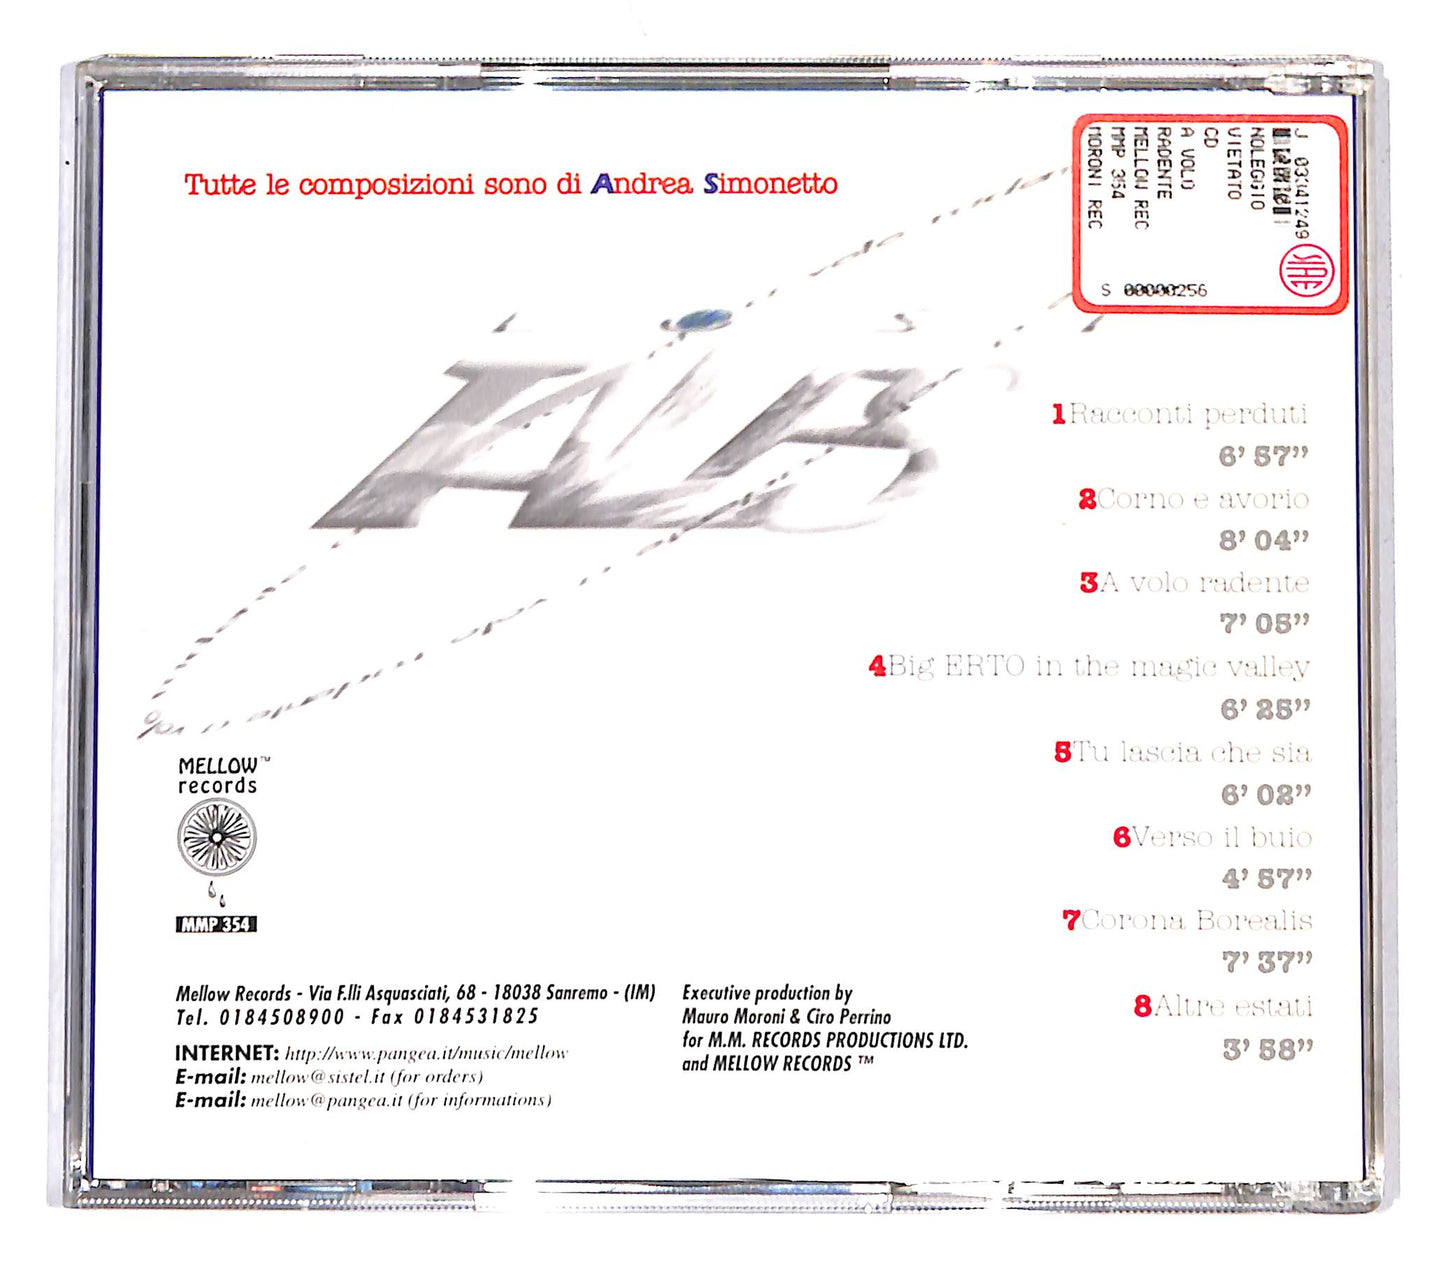 Tutte le composizioni sono di Andrea Simonetto
J 03341249
NOLEGGIO
VIETATO
CD
A VOLO
RADENTE
MELLOW REC
MMP 354
MORONI REC
S 00000256
SIAE
1Racconti perduti
6' 57"
2Corno e avorio
8' 04"
3A volo radente
7' 05"
4Big ERTO in the magic valley
6' 25"
5Tu lascia che sia
6' 02"
6Verso il buio
4' 57"
7Corona Borealis
7' 37"
8Altre estati
3' 58"
MELLOW™
records
MMP 354
Mellow Records - Via F.lli Asquasciati, 68 - 18038 Sanremo - (IM)
Tel. 0184508900 - Fax 0184531825
INTERNET: http://www.pangea.it/music/mellow
E-mail: mellow@sistel.it (for orders)
E-mail: mellow@pangea.it (for informations)
Executive production by
Mauro Moroni & Ciro Perrino
for M.M. RECORDS PRODUCTIONS LTD.
and MELLOW RECORDS ™